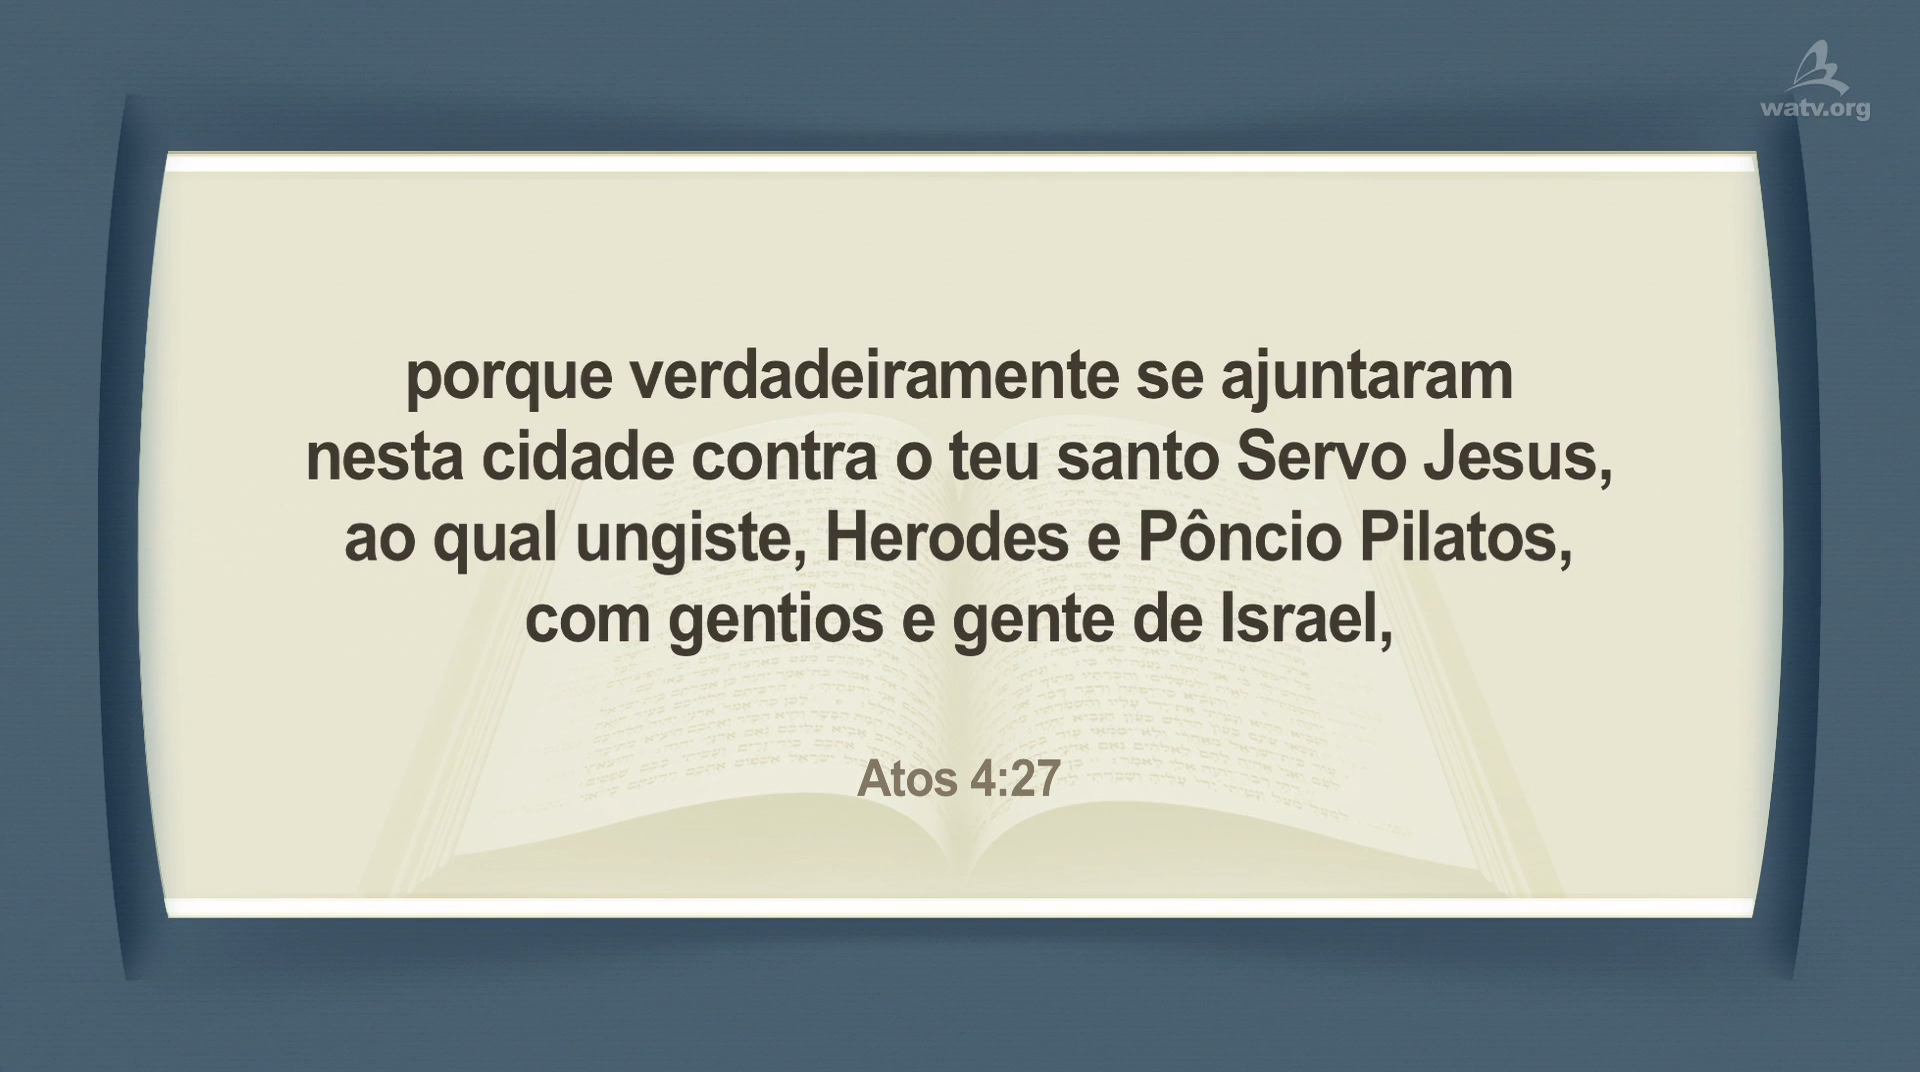 watv.org
porque verdadeiramente se ajuntaram
nesta cidade contra o teu santo Servo Jesus,
ao qual ungiste, Herodes e Pôncio Pilatos,
com gentios e gente de Israel,
Atos 4:27